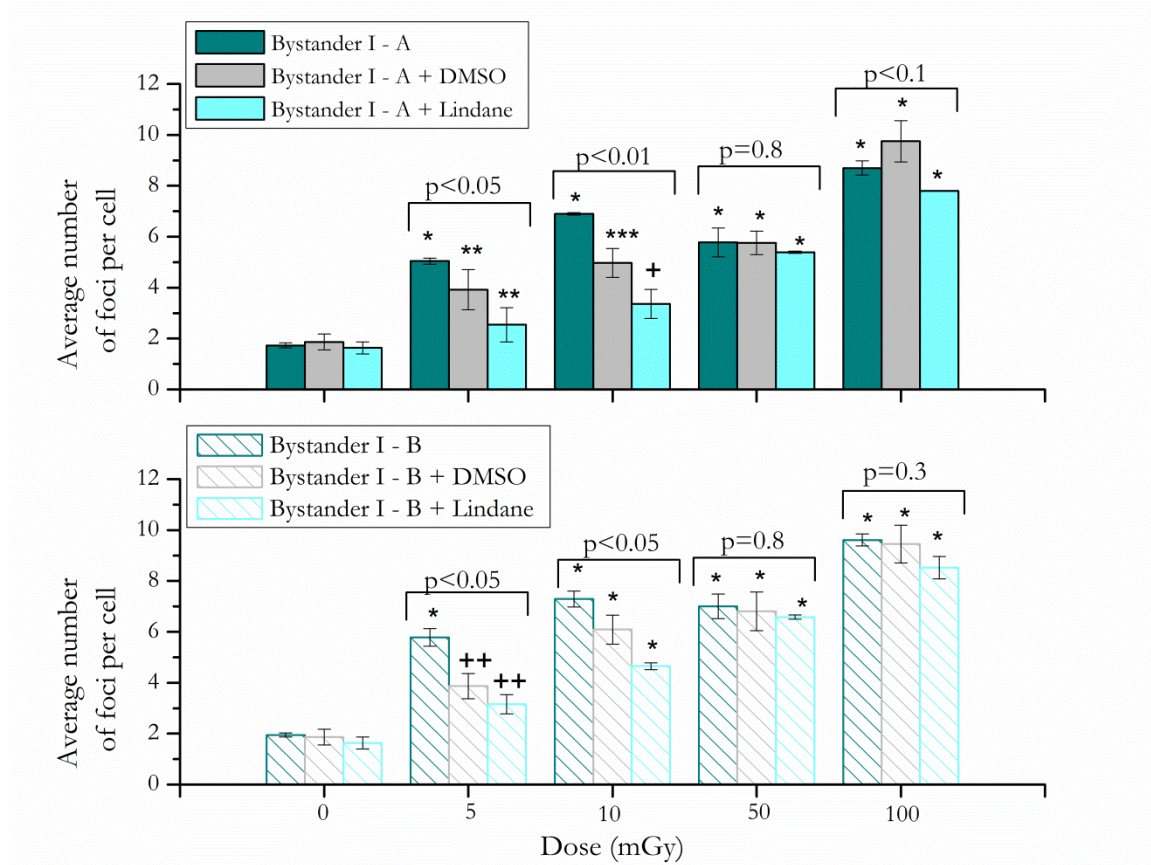 Bystander I - A
Bystander I - A + DMSO
Bystander I - A + Lindane
Average number
of foci per cell
12
10
8
6
4
2
0
p<0.05
p<0.01
p=0.8
p<0.1
* ** **
* *** +
* * *
* * *
Bystander I - B
Bystander I - B + DMSO
Bystander I - B + Lindane
Average number
of foci per cell
12
10
8
6
4
2
0
p<0.05
p<0.05
p=0.8
p=0.3
* ++ ++
* * *
* * *
* * *
0 5 10 50 100
Dose (mGy)